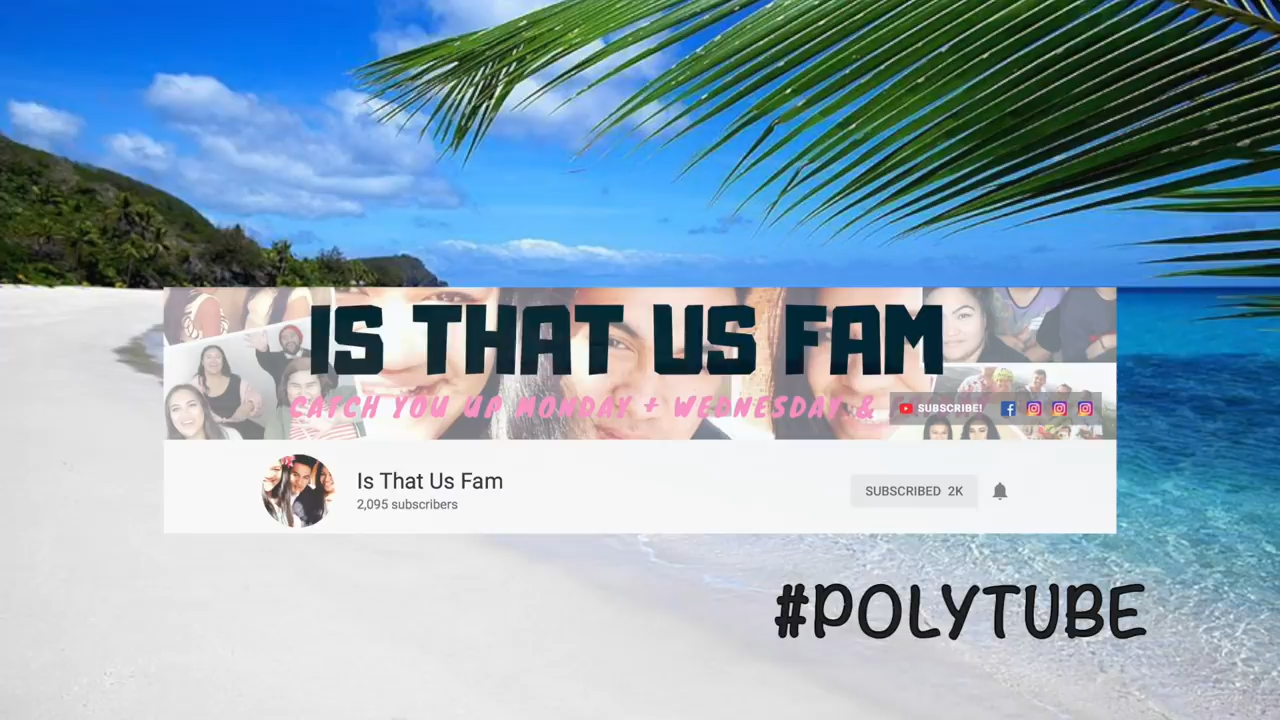 IS THAT US FAM
CATCH YOU UP MONDAY + WEDNESDAY &
SUBSCRIBE!
Is That Us Fam
2,095 subscribers
SUBSCRIBED 2K
#POLYTUBE